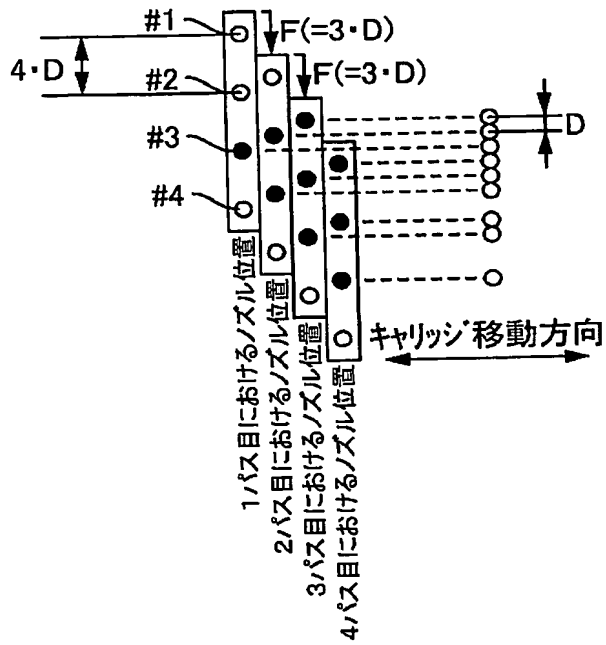 #1
F(=3・D)
F(=3・D)
4・D
#2
D
#3
#4
キャリッジ移動方向
1パス目におけるノズル位置
2パス目におけるノズル位置
3パス目におけるノズル位置
4パス目におけるノズル位置